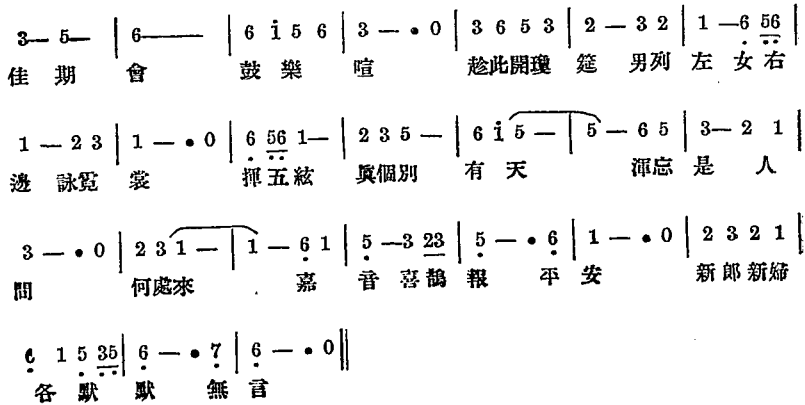 3— 5— | 6——— | 6 i 5 6 | 3 — • 0 | 3 6 5 3 | 2 — 3 2 | 1 —6 56 |
佳 期 會 鼓 樂 喧 趁此開瓊 筵 男列 左 女 右
1 — 2 3 | 1 — • 0 | 6 56 1— | 2 3 5 — | 6 i 5 — | 5 — 6 5 | 3— 2 1 |
邊 詠霓 裳 揮五絃 眞個別 有 天 渾忘 是 人
3 — • 0 | 2 3 1 — | 1 — 6 1 | 5 —3 23 | 5 — • 6 | 1 — • 0 | 2 3 2 1 |
間 何處來 嘉 音 喜鵲 報 平 安 新郞新婦
6 1 5 35 | 6 — • 7 | 6 — • 0 ||
各 默 默 無 言